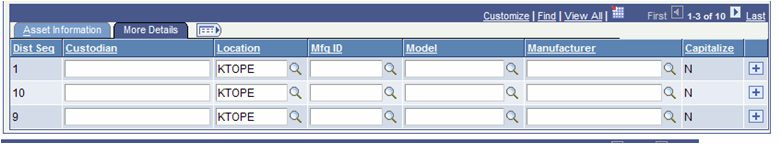 Customize | Find | View All | First 1-3 of 10 Last
Asset Information More Details
Dist Seq Custodian Location Mfg ID Model Manufacturer Capitalize
1 KTOPE N
10 KTOPE N
9 KTOPE N